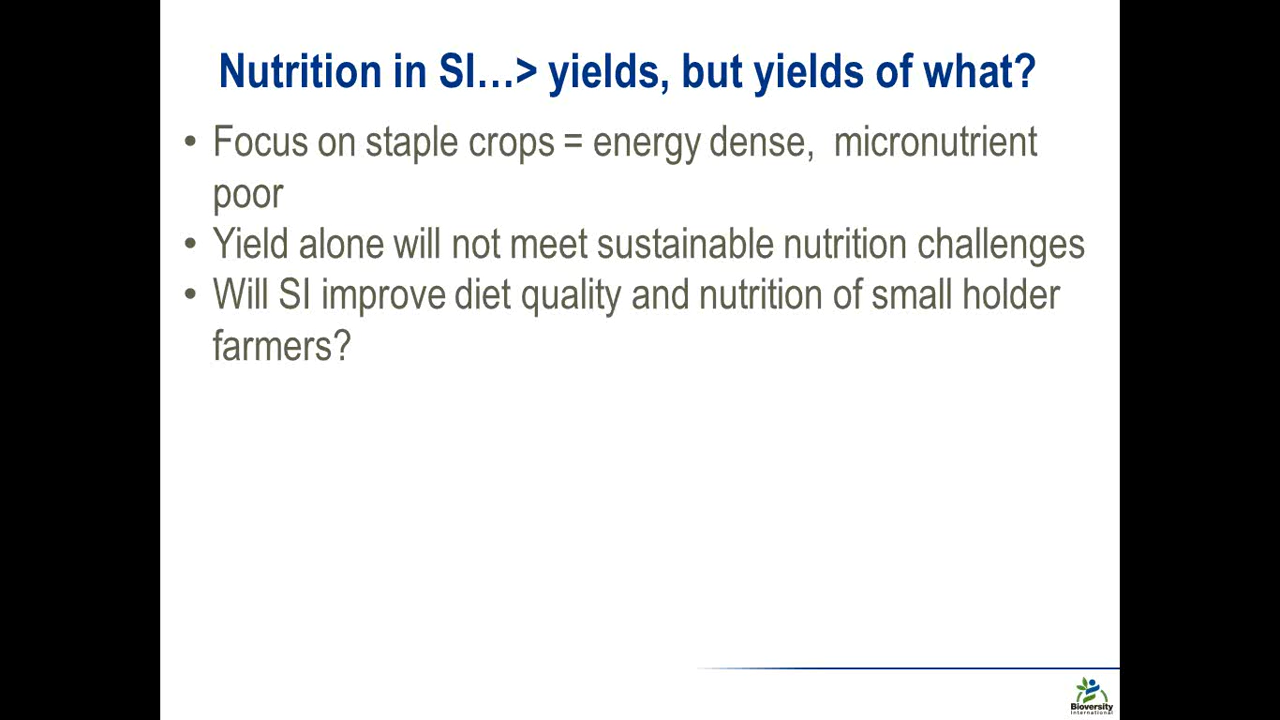 Nutrition in SI…> yields, but yields of what?
• Focus on staple crops = energy dense,  micronutrient
poor
• Yield alone will not meet sustainable nutrition challenges
• Will SI improve diet quality and nutrition of small holder
farmers?
Bioversity
International